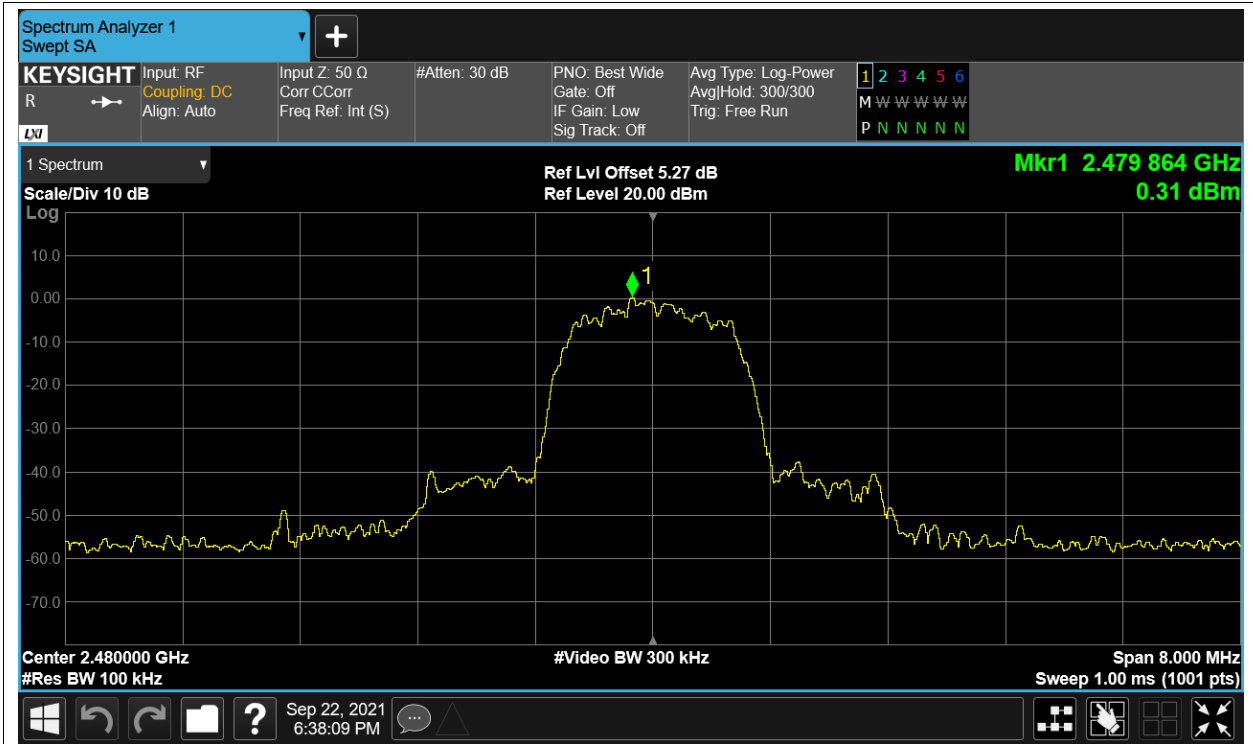 Spectrum Analyzer 1
Swept SA
KEYSIGHT
R
LXI
Input: RF
Coupling: DC
Align: Auto
Input Z: 50 Ω
Corr CCorr
Freq Ref: Int (S)
#Atten: 30 dB
PNO: Best Wide
Gate: Off
IF Gain: Low
Sig Track: Off
Avg Type: Log-Power
Avg|Hold: 300/300
Trig: Free Run
1 2 3 4 5 6
M W W W W W
P N N N N N
1 Spectrum
Scale/Div 10 dB
Log
Ref Lvl Offset 5.27 dB
Ref Level 20.00 dBm
Mkr1 2.479 864 GHz
0.31 dBm
10.0
0.00
-10.0
-20.0
-30.0
-40.0
-50.0
-60.0
-70.0
1
Center 2.480000 GHz
#Res BW 100 kHz
#Video BW 300 kHz
Span 8.000 MHz
Sweep 1.00 ms (1001 pts)
?
Sep 22, 2021
6:38:09 PM